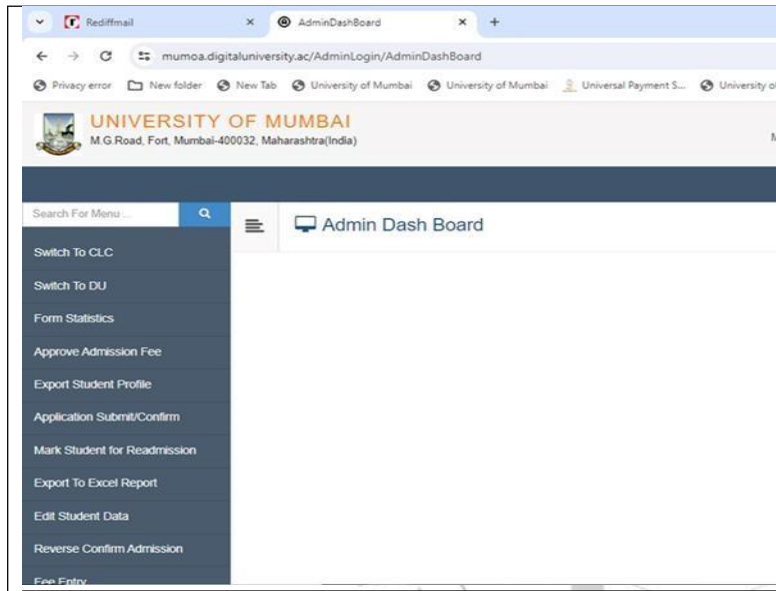 Rediffmail
AdminDashBoard
mumoa.digitaluniversity.ac/AdminLogin/AdminDashBoard
Privacy error New folder New Tab University of Mumbai University of Mumbai Universal Payment S... University of
UNIVERSITY OF MUMBAI
M.G.Road, Fort, Mumbai-400032, Maharashtra(India)
Search For Menu ...
Admin Dash Board
Switch To CLC
Switch To DU
Form Statistics
Approve Admission Fee
Export Student Profile
Application Submit/Confirm
Mark Student for Readmission
Export To Excel Report
Edit Student Data
Reverse Confirm Admission
Fee Entry